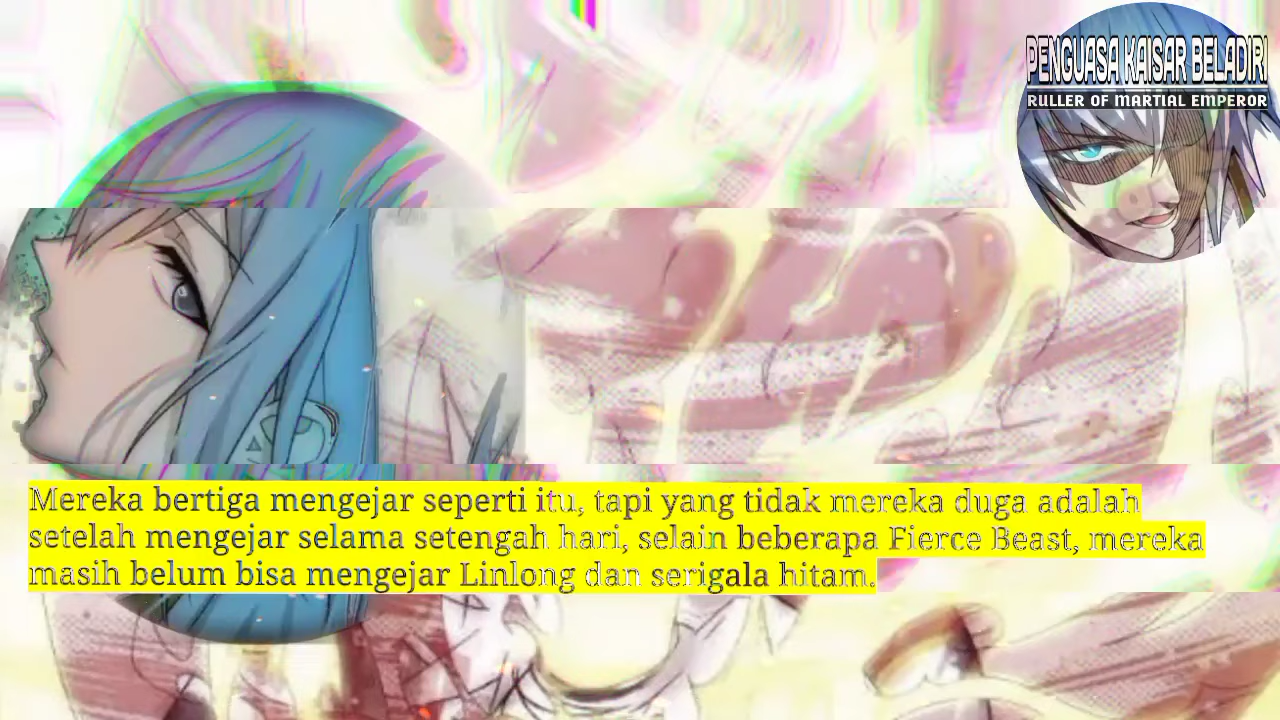 PENGUASA KAISAR BELADIRI
RULLER OF MARTIAL EMPEROR
Mereka bertiga mengejar seperti itu, tapi yang tidak mereka duga adalah
setelah mengejar selama setengah hari, selain beberapa Fierce Beast, mereka
masih belum bisa mengejar Linlong dan serigala hitam.